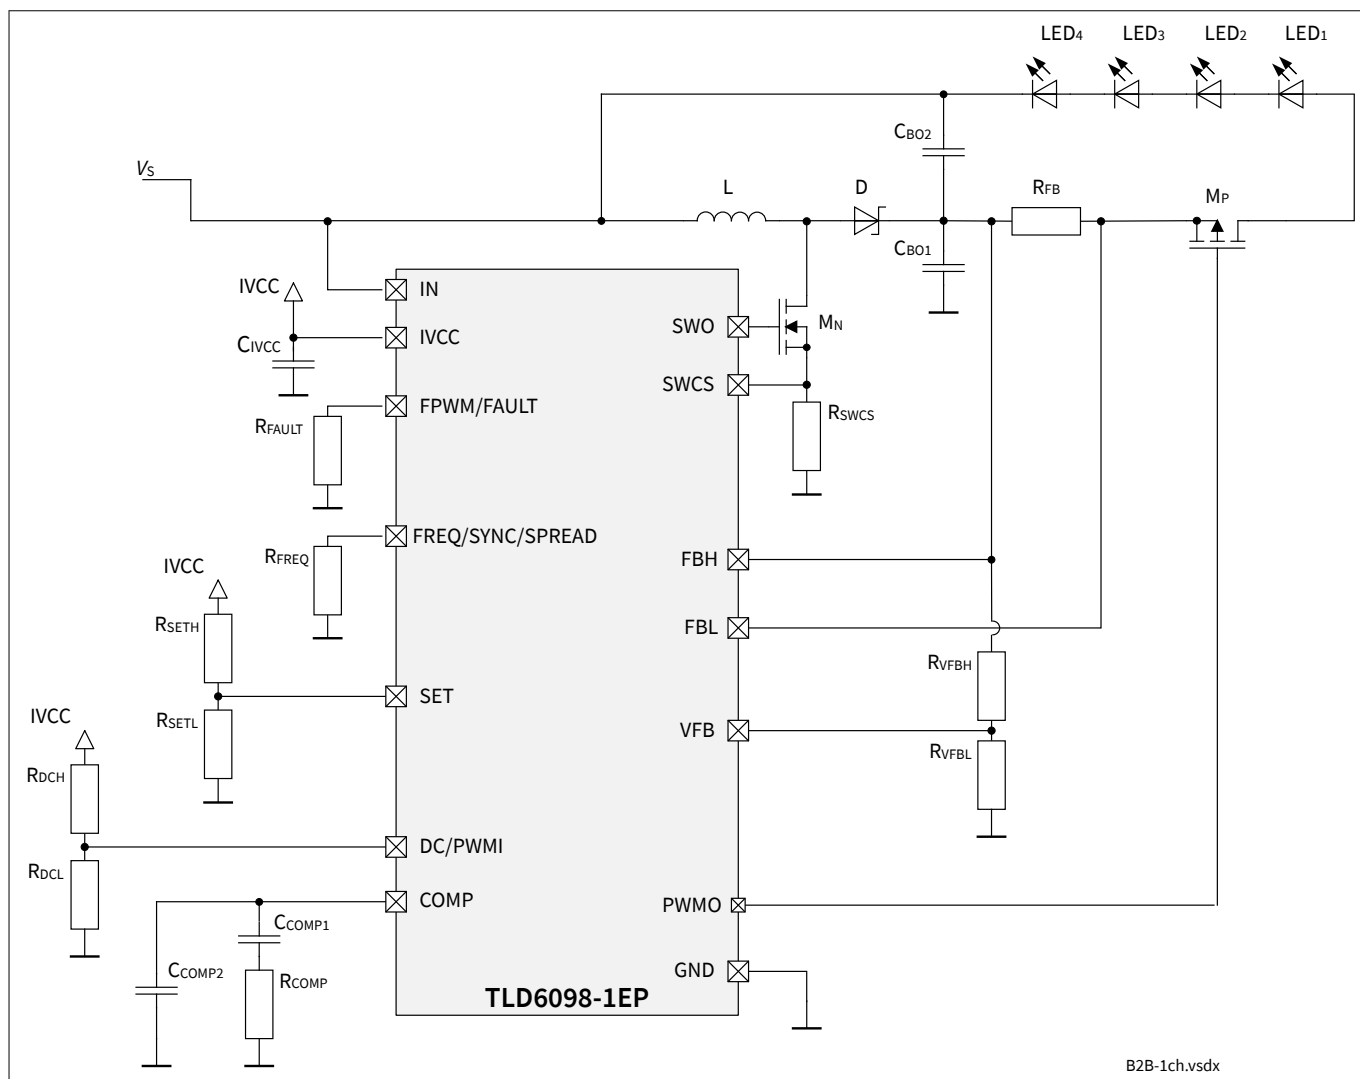 LED4
LED3
LED2
LED1
CBO2
VS
L
D
RFB
MP
CBO1
IVCC
IN
SWO
MN
CIVCC
IVCC
SWCS
RFAULT
FPWM/FAULT
RSWCS
RFREQ
FREQ/SYNC/SPREAD
FBH
IVCC
RSETH
FBL
RVFBH
SET
RSETL
IVCC
VFB
RVFBL
RDCH
DC/PWMI
RDCL
COMP
PWMO
CCOMP1
CCOMP2
RCOMP
GND
TLD6098-1EP
B2B-1ch.vsdx